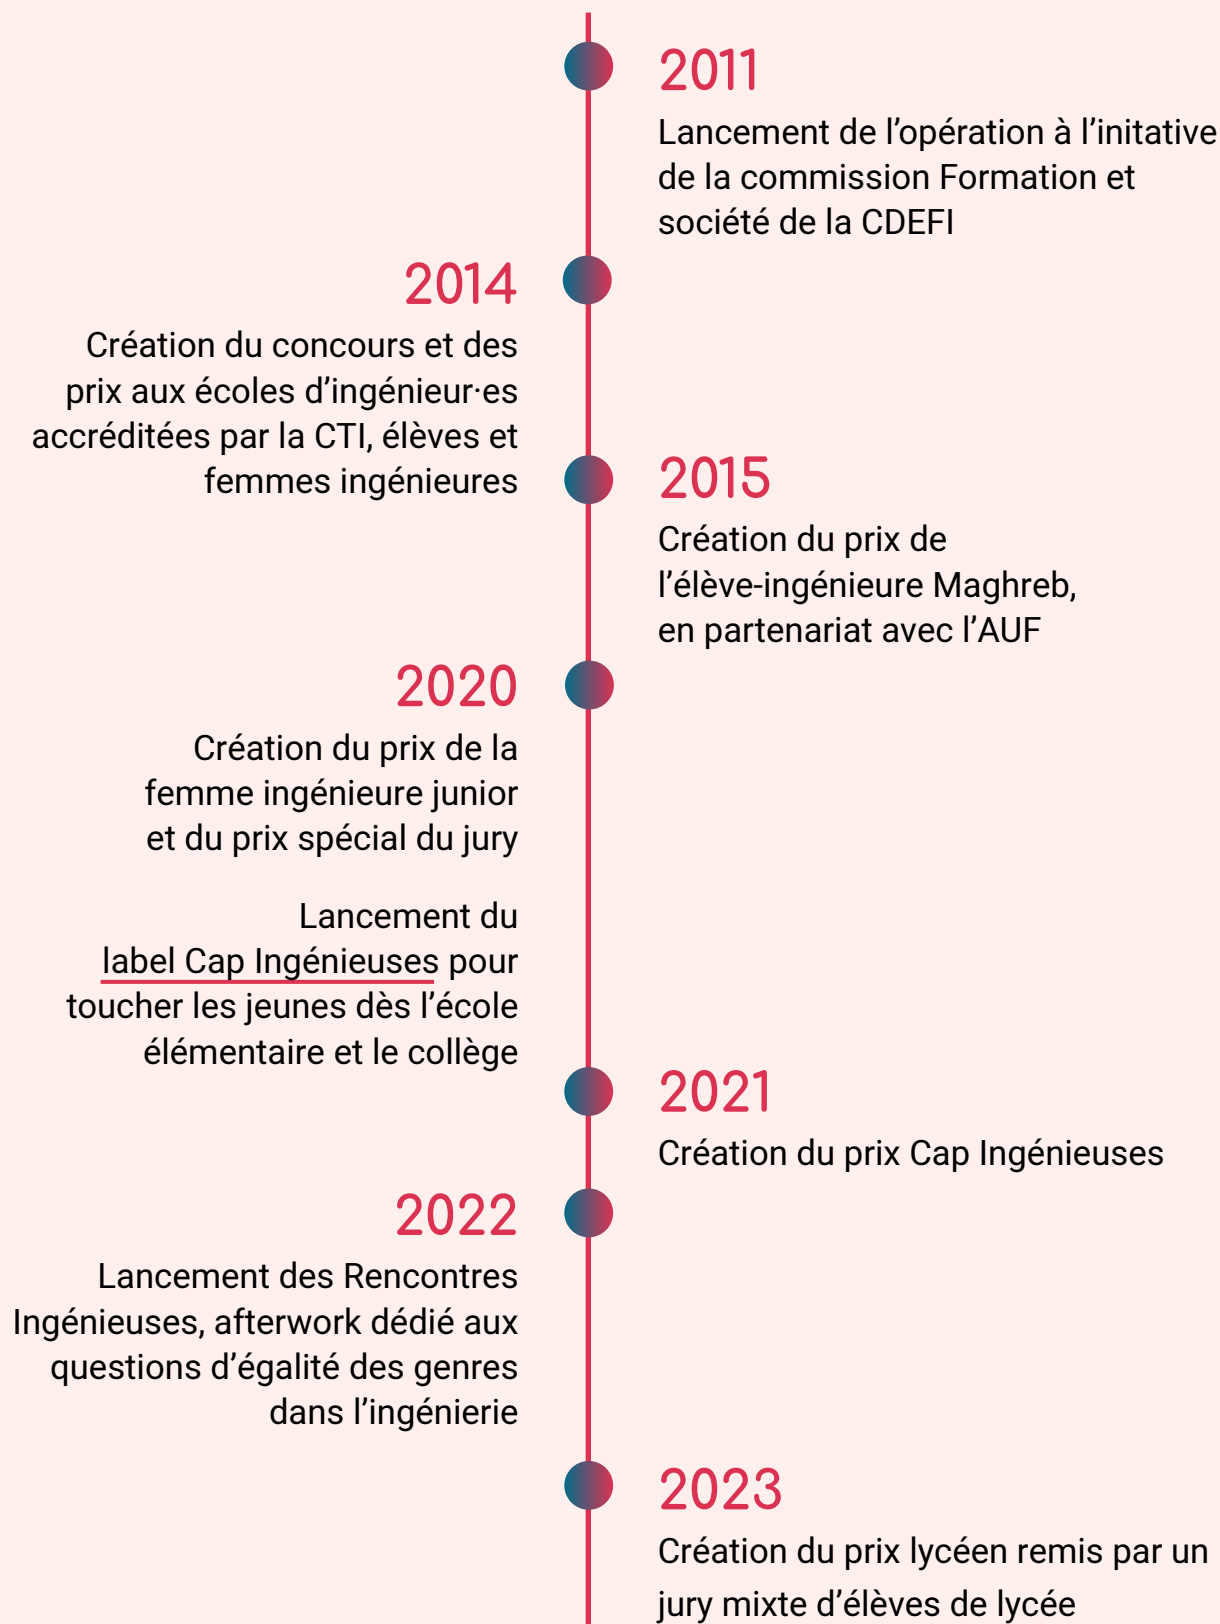 2011
Lancement de l’opération à l’initative
de la commission Formation et
société de la CDEFI
2014
Création du concours et des
prix aux écoles d’ingénieur·es
accréditées par la CTI, élèves et
femmes ingénieures
2015
Création du prix de
l’élève-ingénieure Maghreb,
en partenariat avec l’AUF
2020
Création du prix de la
femme ingénieure junior
et du prix spécial du jury
Lancement du
label Cap Ingénieuses pour
toucher les jeunes dès l’école
élémentaire et le collège
2021
Création du prix Cap Ingénieuses
2022
Lancement des Rencontres
Ingénieuses, afterwork dédié aux
questions d’égalité des genres
dans l’ingénierie
2023
Création du prix lycéen remis par un
jury mixte d’élèves de lycée